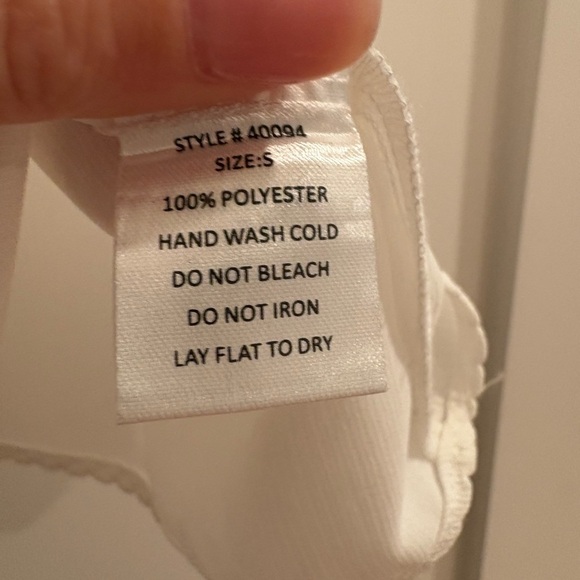 STYLE # 40094
SIZE:S
100% POLYESTER
HAND WASH COLD
DO NOT BLEACH
DO NOT IRON
LAY FLAT TO DRY